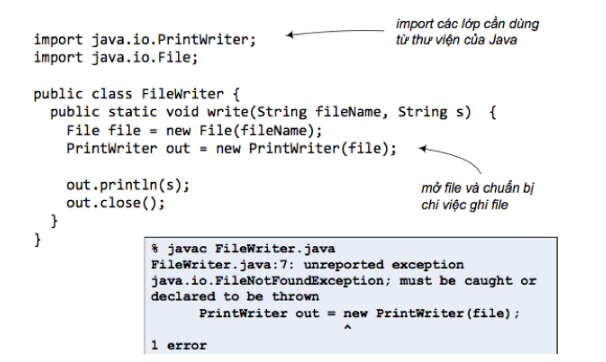 import các lớp cần dùng
từ thư viện của Java
import java.io.PrintWriter;
import java.io.File;
public class FileWriter {
public static void write(String fileName, String s) {
File file = new File(fileName);
PrintWriter out = new PrintWriter(file);
out.println(s);
out.close();
}
}
mở file và chuẩn bị
chi việc ghi file
% javac FileWriter.java
FileWriter.java:7: unreported exception
java.io.FileNotFoundException; must be caught or
declared to be thrown
PrintWriter out = new PrintWriter(file);
^
1 error